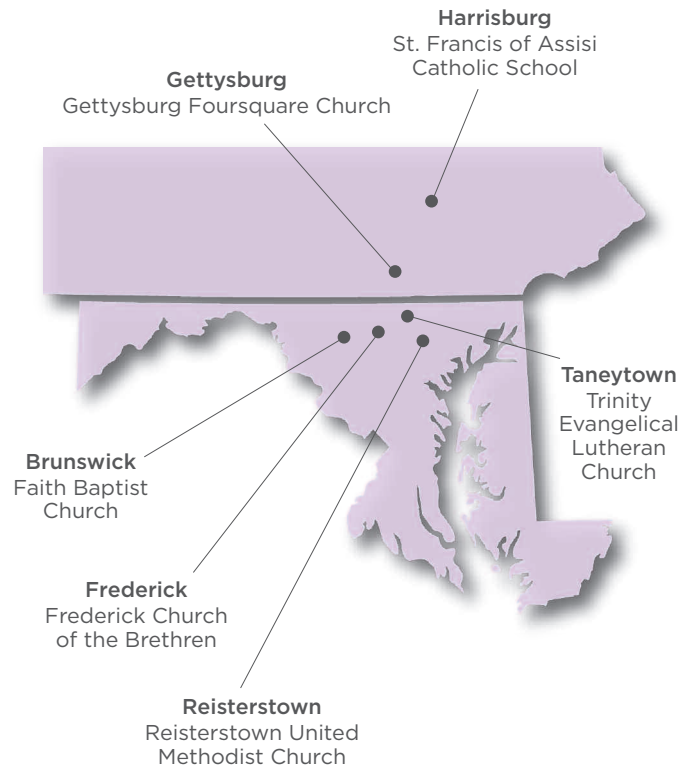 Harrisburg
St. Francis of Assisi
Catholic School
Gettysburg
Gettysburg Foursquare Church
Taneytown
Trinity
Evangelical
Lutheran
Church
Brunswick
Faith Baptist
Church
Frederick
Frederick Church
of the Brethren
Reisterstown
Reisterstown United
Methodist Church